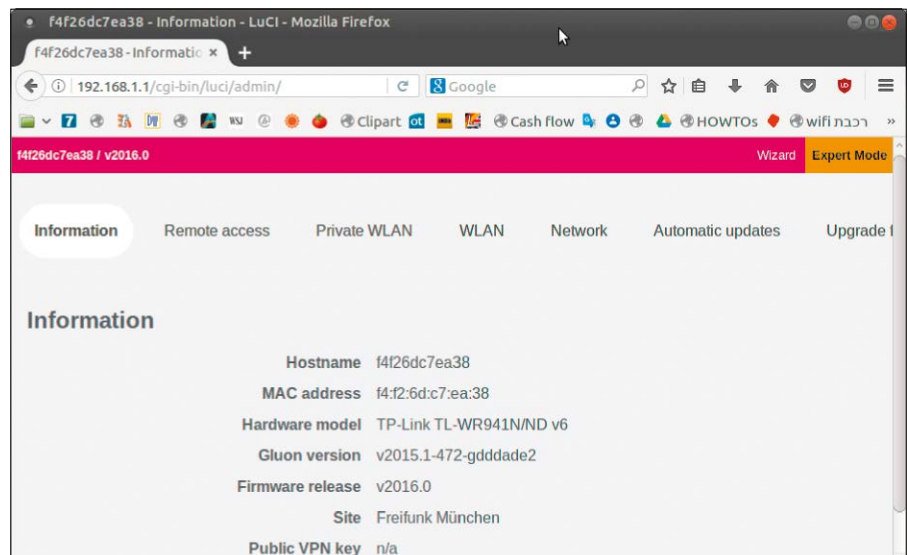 f4f26dc7ea38 - Information - LuCI - Mozilla Firefox
f4f26dc7ea38 - Informatio
192.168.1.1/cgi-bin/luci/admin/ Google
WSJ Clipart ot Cash flow HOWTOs רכבת wifi »
f4f26dc7ea38 / v2016.0 Wizard Expert Mode
Information Remote access Private WLAN WLAN Network Automatic updates Upgrade f
Information
Hostname f4f26dc7ea38
MAC address f4:f2:6d:c7:ea:38
Hardware model TP-Link TL-WR941N/ND v6
Gluon version v2015.1-472-gdddade2
Firmware release v2016.0
Site Freifunk München
Public VPN key n/a